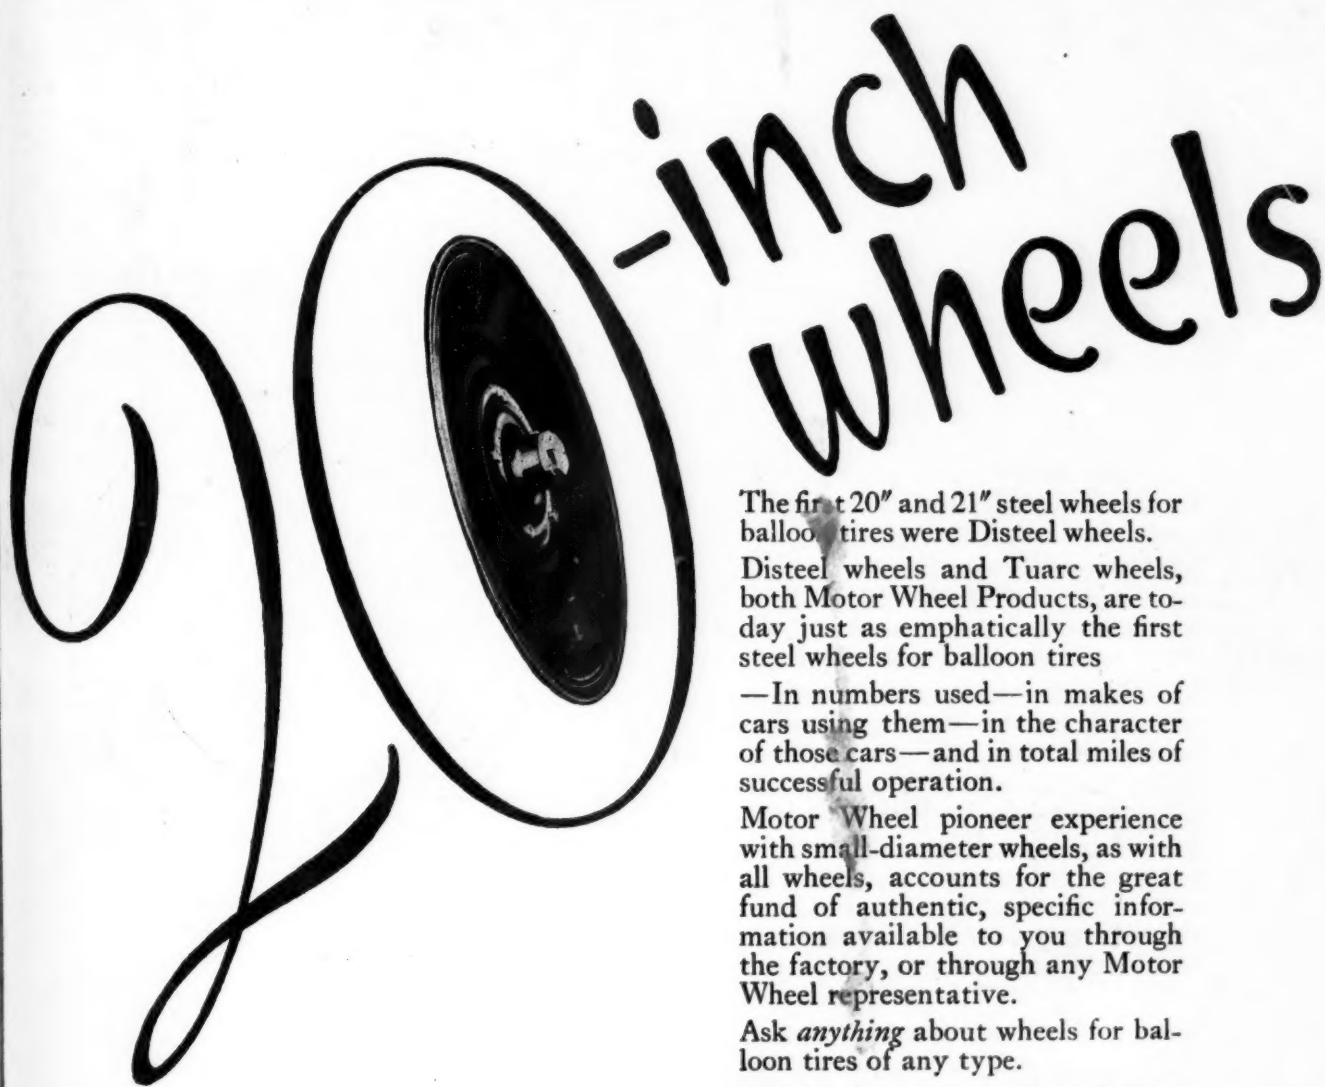 20-inch
wheels
The first 20" and 21" steel wheels for
balloon tires were Disteel wheels.
Disteel wheels and Tuarc wheels,
both Motor Wheel Products, are to-
day just as emphatically the first
steel wheels for balloon tires
—In numbers used—in makes of
cars using them—in the character
of those cars—and in total miles of
successful operation.
Motor Wheel pioneer experience
with small-diameter wheels, as with
all wheels, accounts for the great
fund of authentic, specific infor-
mation available to you through
the factory, or through any Motor
Wheel representative.
Ask anything about wheels for bal-
loon tires of any type.